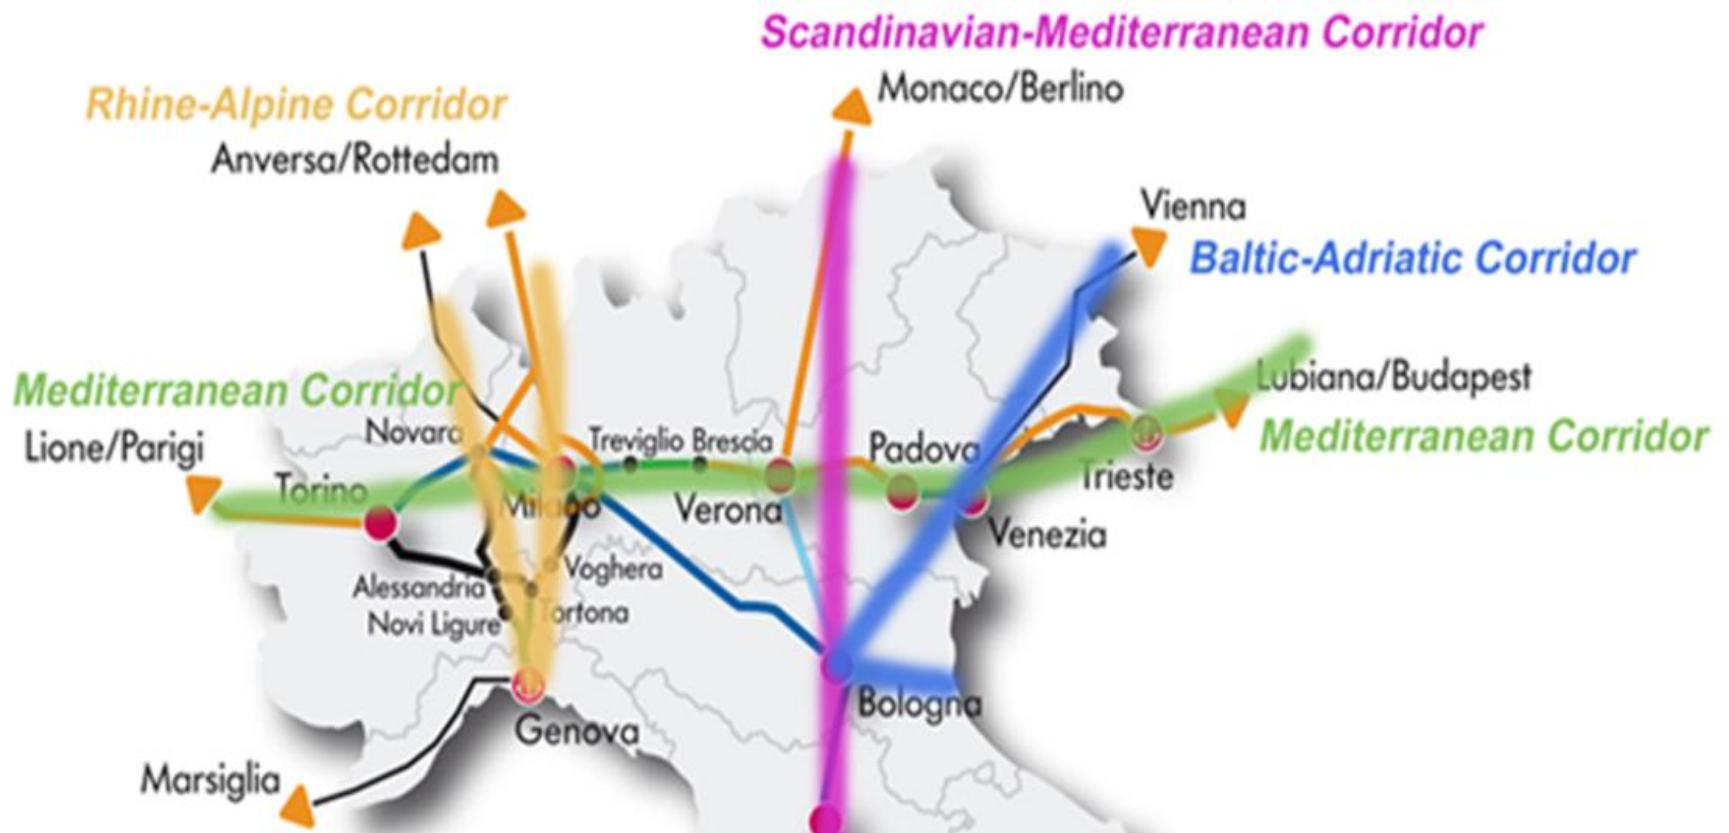 Scandinavian-Mediterranean Corridor
Monaco/Berlino
Rhine-Alpine Corridor
Anversa/Rottedam
Vienna
Baltic-Adriatic Corridor
Mediterranean Corridor
Lione/Parigi
Novara
Treviglio Brescia
Padova
Lubiana/Budapest
Mediterranean Corridor
Torino
Milano
Verona
Trieste
Venezia
Alessandria
Voghera
Novi Ligure
Tortona
Bologna
Genova
Marsiglia